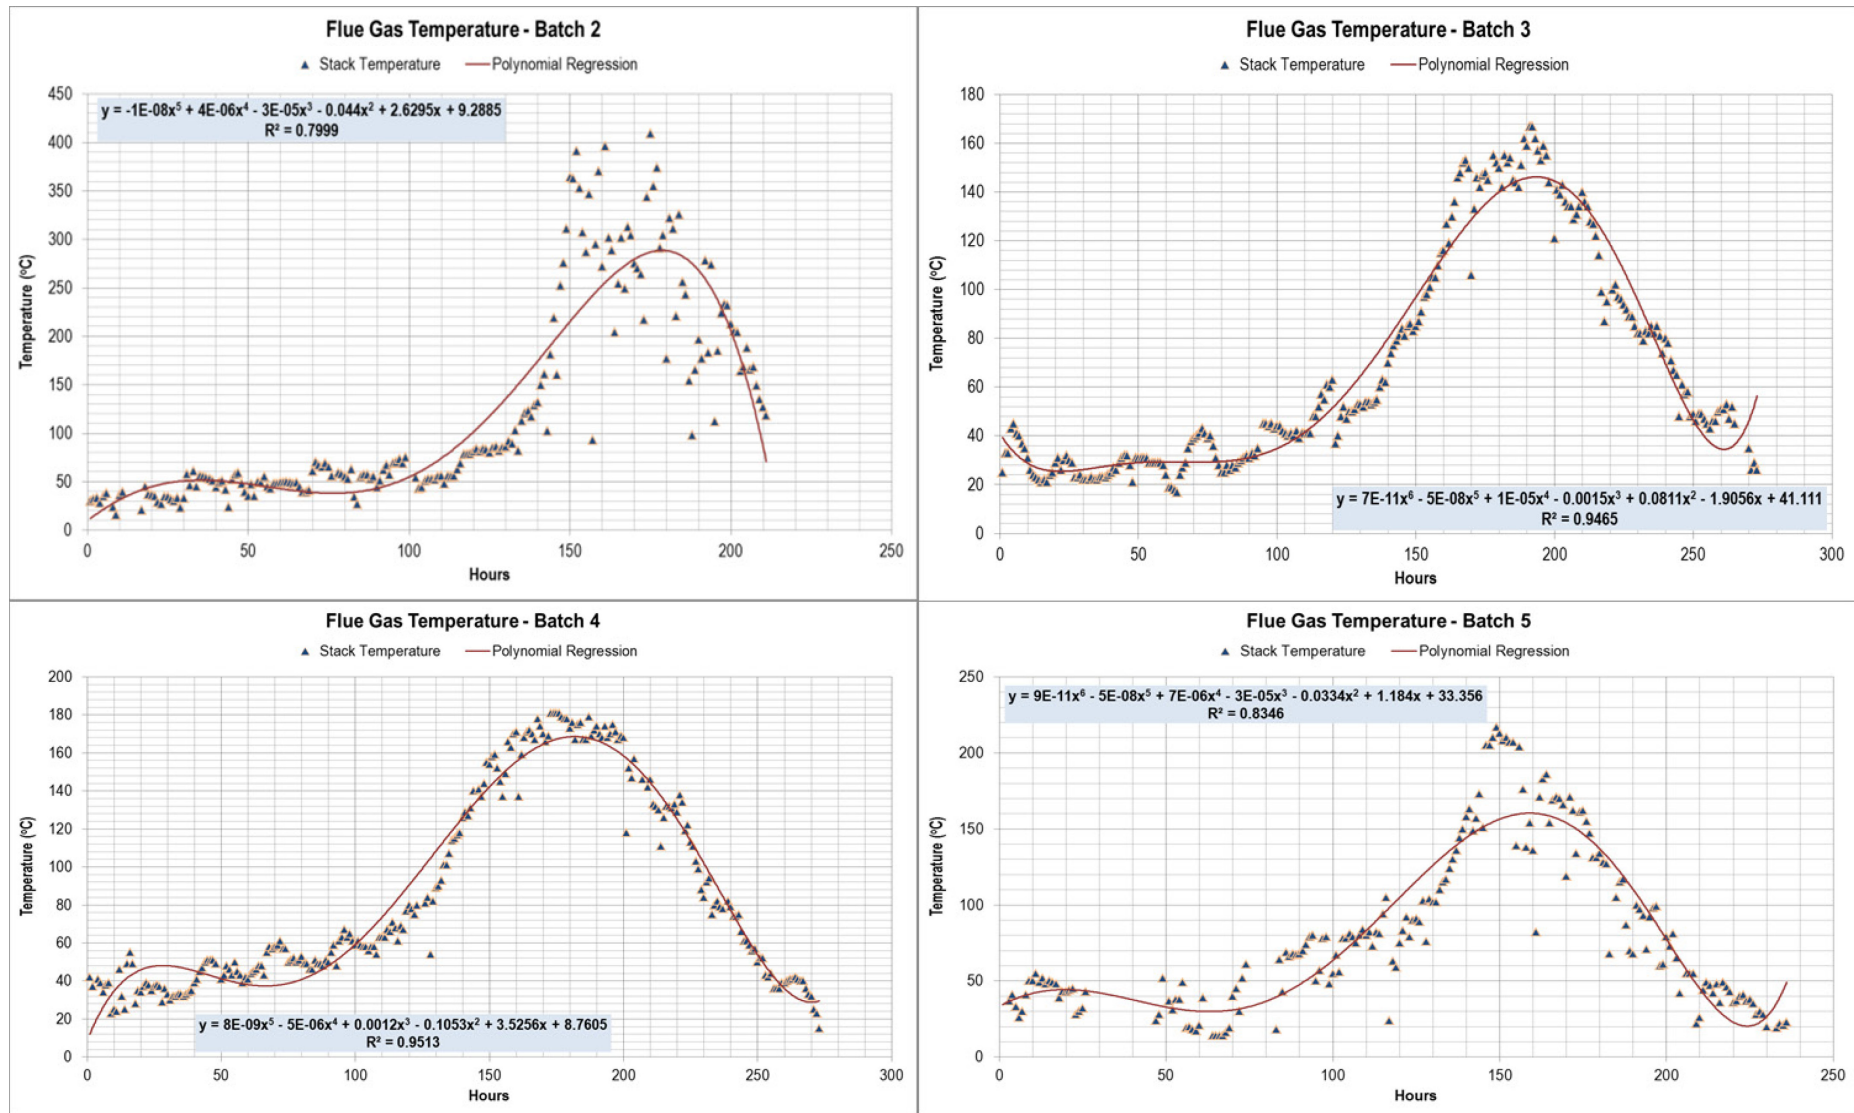 Flue Gas Temperature - Batch 2
Stack Temperature Polynomial Regression
y = -1E-08x⁵ + 4E-06x⁴ - 3E-05x³ - 0.044x² + 2.6295x + 9.2885
R² = 0.7999
Temperature (ºC)
450
400
350
300
250
200
150
100
50
0
0 50 100 150 200 250
Hours
Flue Gas Temperature - Batch 3
Stack Temperature Polynomial Regression
Temperature (ºC)
180
160
140
120
100
80
60
40
20
0
y = 7E-11x⁶ - 5E-08x⁵ + 1E-05x⁴ - 0.0015x³ + 0.0811x² - 1.9056x + 41.111
R² = 0.9465
0 50 100 150 200 250 300
Hours
Flue Gas Temperature - Batch 4
Stack Temperature Polynomial Regression
Temperature (ºC)
200
180
160
140
120
100
80
60
40
20
0
y = 8E-09x⁵ - 5E-06x⁴ + 0.0012x³ - 0.1053x² + 3.5256x + 8.7605
R² = 0.9513
0 50 100 150 200 250 300
Hours
Flue Gas Temperature - Batch 5
Stack Temperature Polynomial Regression
y = 9E-11x⁶ - 5E-08x⁵ + 7E-06x⁴ - 3E-05x³ - 0.0334x² + 1.184x + 33.356
R² = 0.8346
Temperature (ºC)
250
200
150
100
50
0
0 50 100 150 200 250
Hours